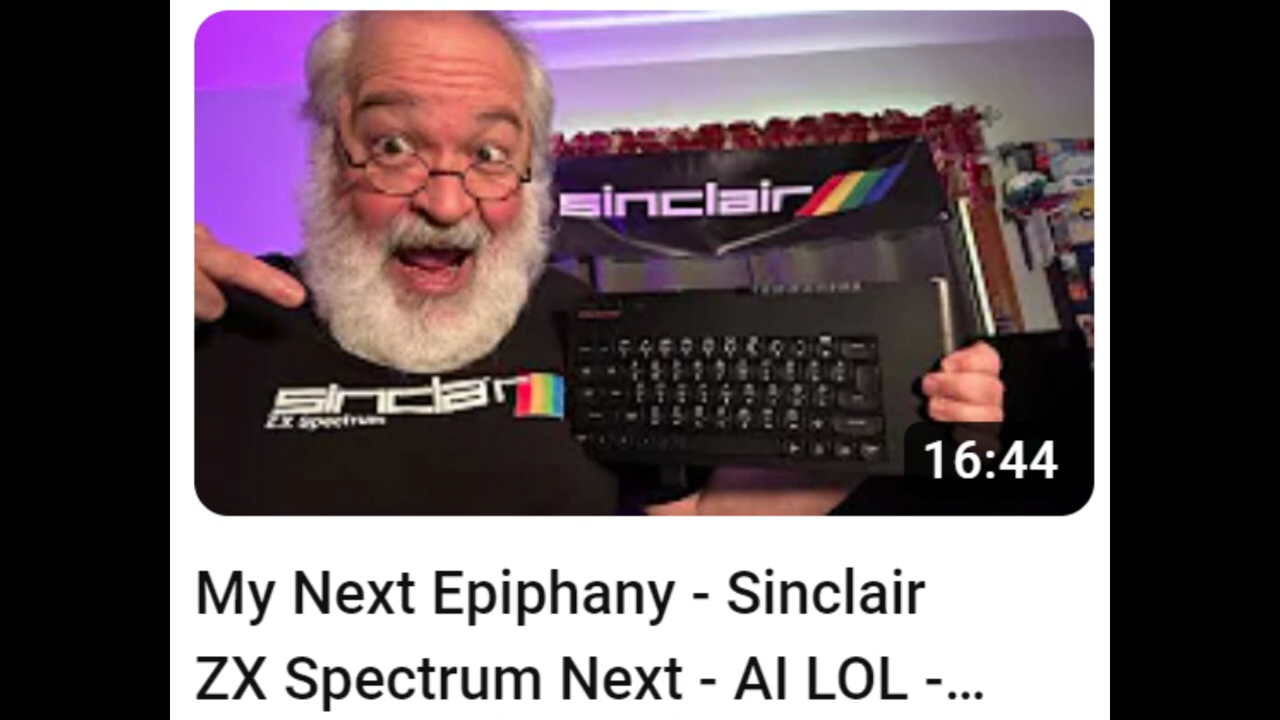 sinclair
sinclair
ZX Spectrum
16:44
My Next Epiphany - Sinclair
ZX Spectrum Next - AI LOL -...